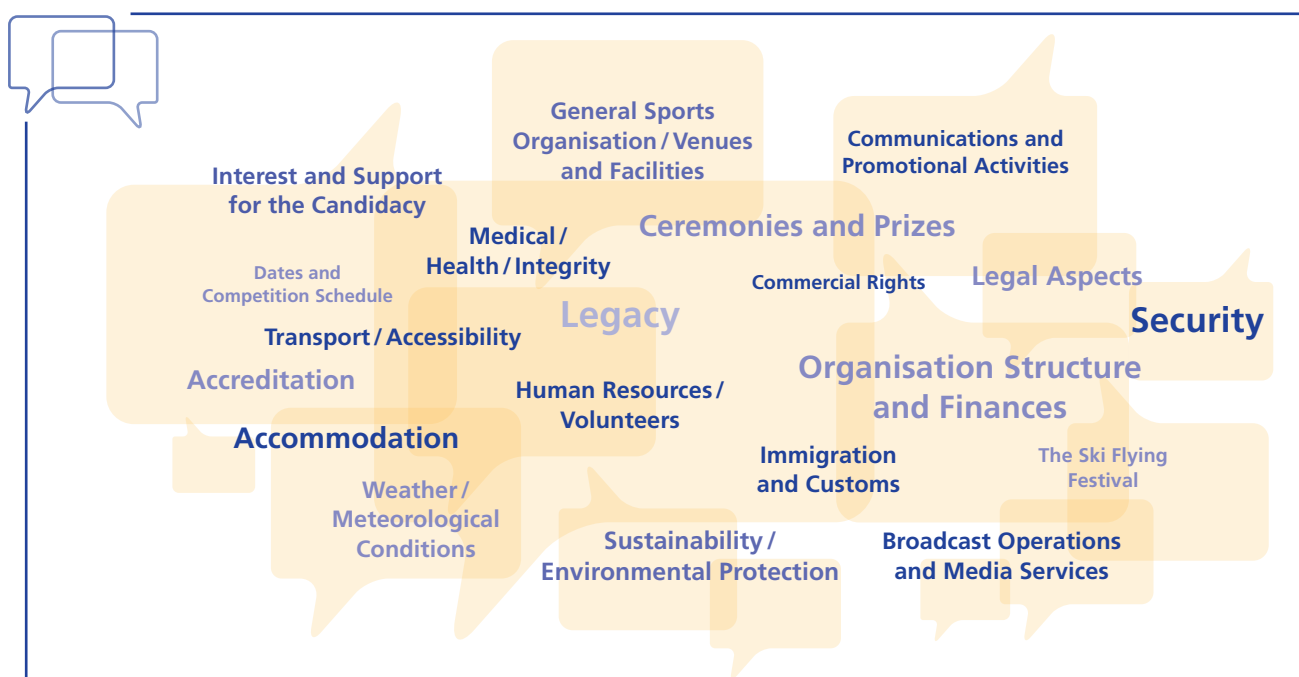 General Sports
Organisation / Venues
and Facilities
Communications and
Promotional Activities
Interest and Support
for the Candidacy
Ceremonies and Prizes
Medical /
Health / Integrity
Dates and
Competition Schedule
Commercial Rights
Legal Aspects
Legacy
Security
Transport / Accessibility
Organisation Structure
and Finances
Accreditation
Human Resources /
Volunteers
Accommodation
Immigration
and Customs
The Ski Flying
Festival
Weather /
Meteorological
Conditions
Sustainability /
Environmental Protection
Broadcast Operations
and Media Services